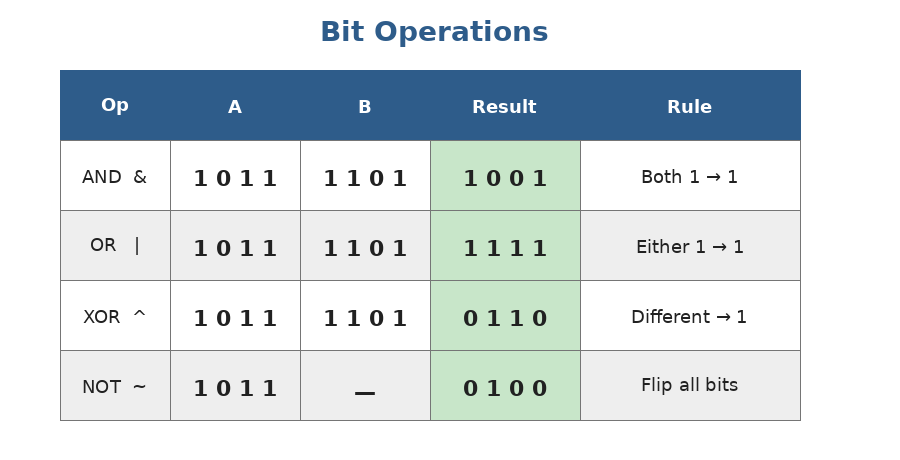 Bit Operations
Op A B Result Rule
AND & 1 0 1 1 1 1 0 1 1 0 0 1 Both 1 → 1
OR | 1 0 1 1 1 1 0 1 1 1 1 1 Either 1 → 1
XOR ^ 1 0 1 1 1 1 0 1 0 1 1 0 Different → 1
NOT ~ 1 0 1 1 — 0 1 0 0 Flip all bits